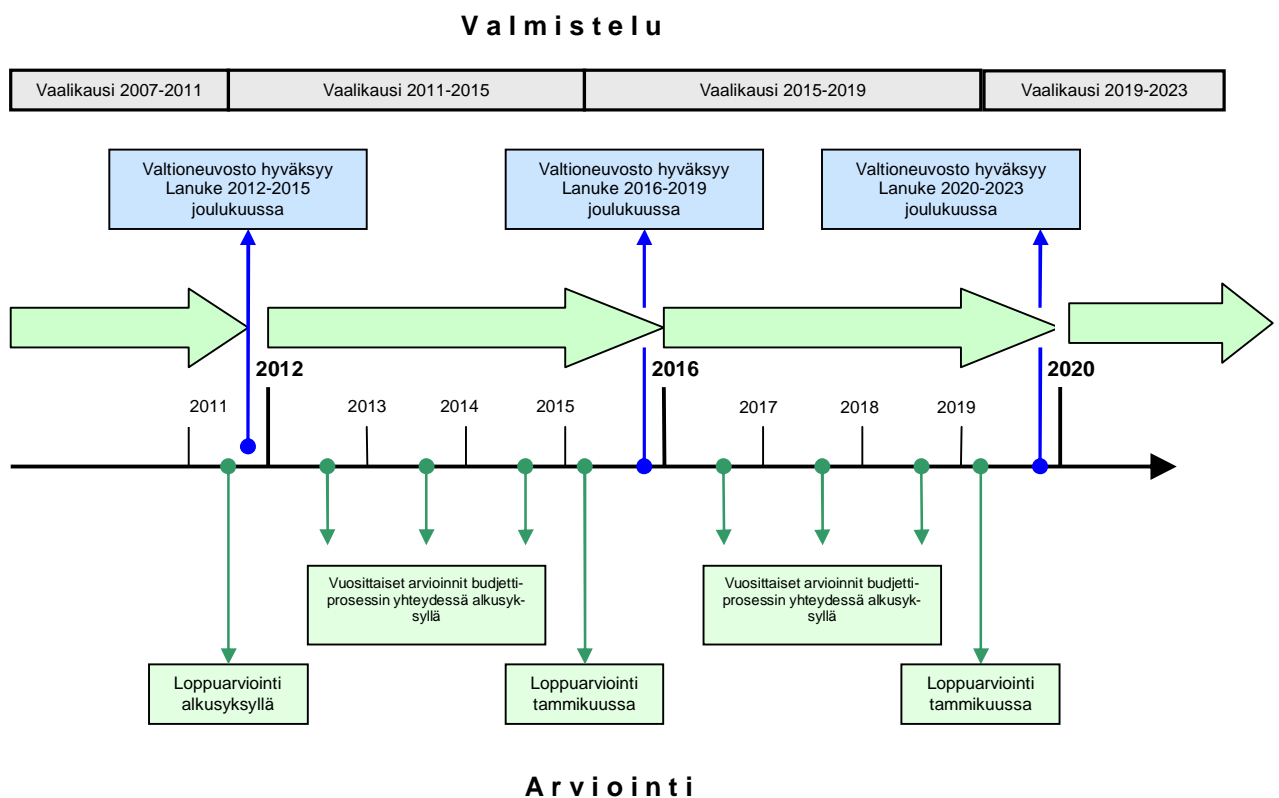 Valmistelu
Vaalikausi 2007-2011
Vaalikausi 2011-2015
Vaalikausi 2015-2019
Vaalikausi 2019-2023
Valtioneuvosto hyväksyy
Lanuke 2012-2015
joulukuussa
Valtioneuvosto hyväksyy
Lanuke 2016-2019
joulukuussa
Valtioneuvosto hyväksyy
Lanuke 2020-2023
joulukuussa
2012
2016
2020
2011
2013
2014
2015
2017
2018
2019
Vuosittaiset arvioinnit budjetti-
prosessin yhteydessä alkusyk-
syllä
Vuosittaiset arvioinnit budjetti-
prosessin yhteydessä alkusyk-
syllä
Loppuarviointi
alkusyksyllä
Loppuarviointi
tammikuussa
Loppuarviointi
tammikuussa
Arviointi